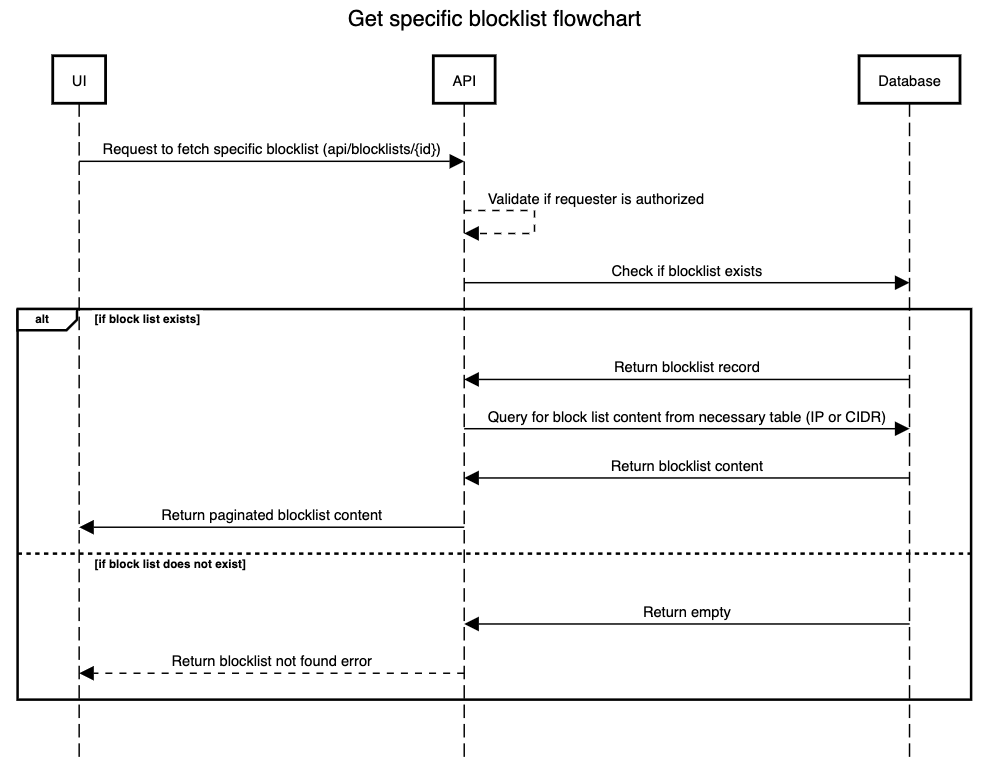 Get specific blocklist flowchart
UI
API
Database
Request to fetch specific blocklist (api/blocklists/{id})
Validate if requester is authorized
Check if blocklist exists
alt
[if block list exists]
Return blocklist record
Query for block list content from necessary table (IP or CIDR)
Return blocklist content
Return paginated blocklist content
[if block list does not exist]
Return empty
Return blocklist not found error